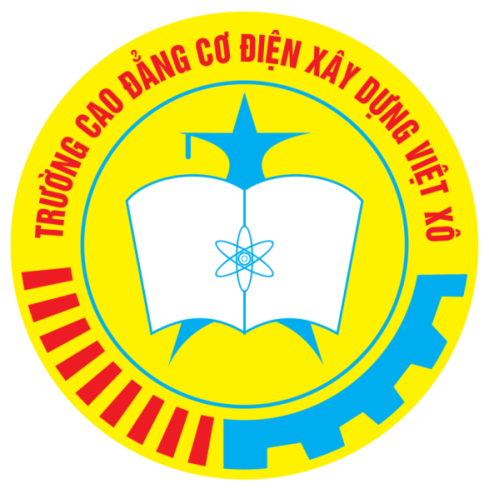 TRƯỜNG CAO ĐẲNG CƠ ĐIỆN XÂY DỰNG VIỆT XÔ